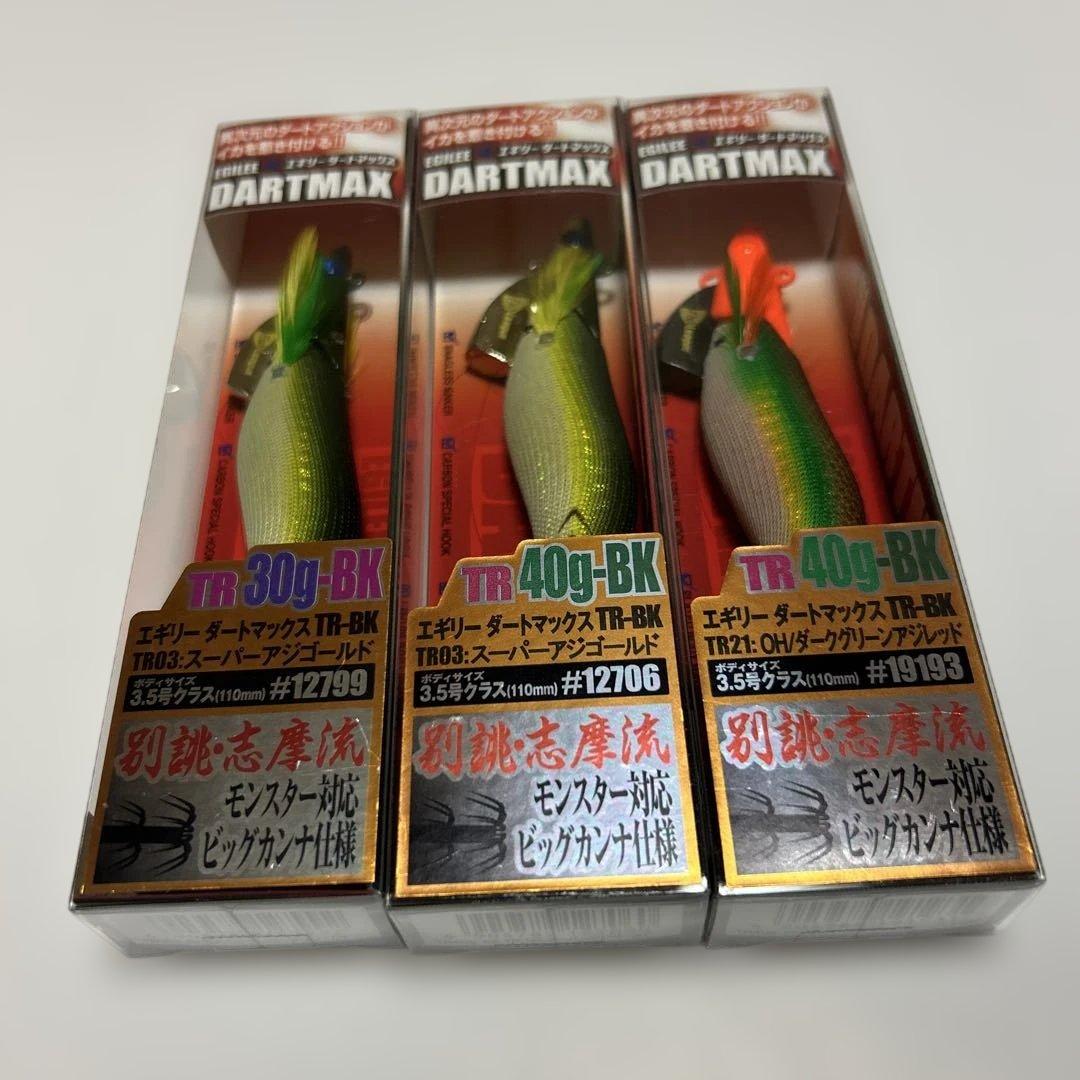 異次元のダートアクションが
イカを惹き付ける!!
EGILEE エギリー ダートマックス
DARTMAX
CARBON SPECIAL HOOK
TR 30g-BK
エギリー ダートマックス TR-BK
TR03:スーパーアジゴールド
ボディサイズ
3.5号クラス(110mm) #12799
別誂・志摩流
モンスター対応
ビッグカンナ仕様
異次元のダートアクションが
イカを惹き付ける!!
EGILEE エギリー ダートマックス
DARTMAX
SNAGLESS SINKER
CARBON SPECIAL HOOK
TR 40g-BK
エギリー ダートマックス TR-BK
TR03:スーパーアジゴールド
ボディサイズ
3.5号クラス(110mm) #12706
別誂・志摩流
モンスター対応
ビッグカンナ仕様
異次元のダートアクションが
イカを惹き付ける!!
EGILEE エギリー ダートマックス
DARTMAX
TR 40g-BK
エギリー ダートマックス TR-BK
TR21:OH/ダークグリーンアジレッド
ボディサイズ
3.5号クラス(110mm) #19193
別誂・志摩流
モンスター対応
ビッグカンナ仕様